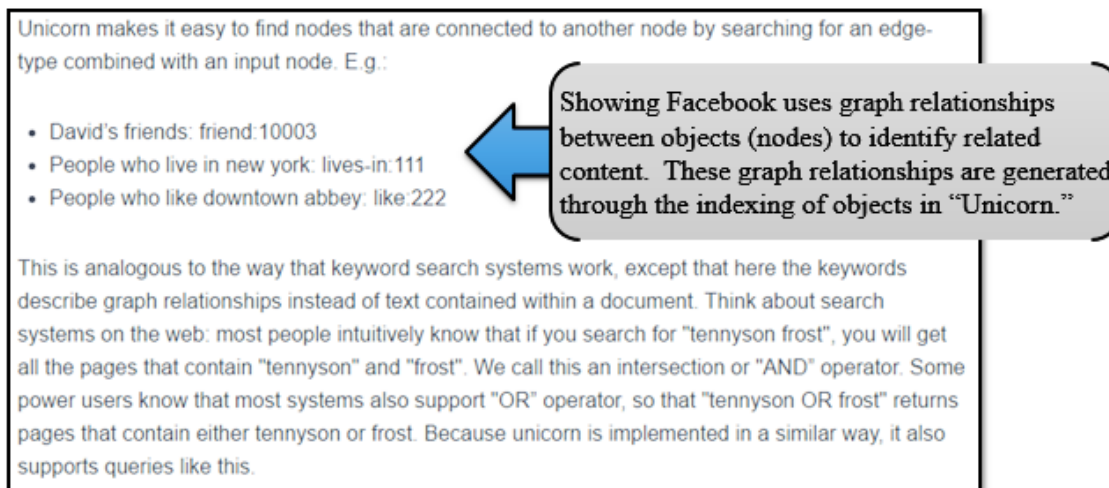 Unicorn makes it easy to find nodes that are connected to another node by searching for an edge-
type combined with an input node. E.g.:
• David's friends: friend:10003
• People who live in new york: lives-in:111
• People who like downtown abbey: like:222
Showing Facebook uses graph relationships
between objects (nodes) to identify related
content.  These graph relationships are generated
through the indexing of objects in “Unicorn.”
This is analogous to the way that keyword search systems work, except that here the keywords
describe graph relationships instead of text contained within a document. Think about search
systems on the web: most people intuitively know that if you search for "tennyson frost", you will get
all the pages that contain "tennyson" and "frost". We call this an intersection or "AND" operator. Some
power users know that most systems also support "OR" operator, so that "tennyson OR frost" returns
pages that contain either tennyson or frost. Because unicorn is implemented in a similar way, it also
supports queries like this.